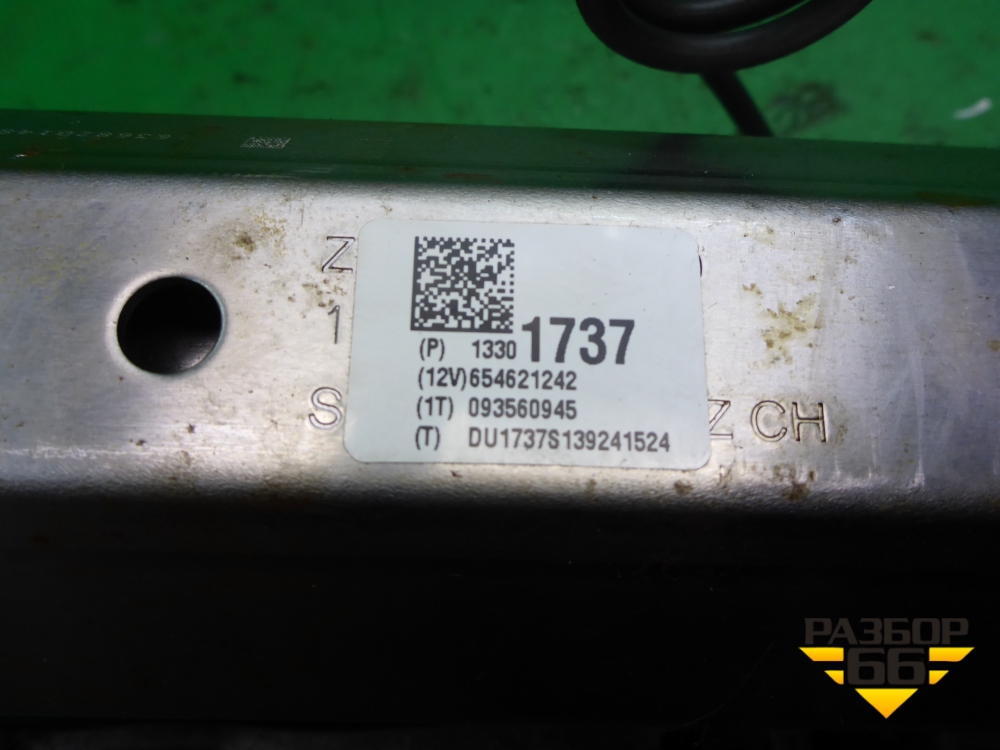 Z
1
S
Z CH
(P) 1330 1737
(12V) 654621242
(1T) 093560945
(T) DU1737S139241524
РАЗБОР
66